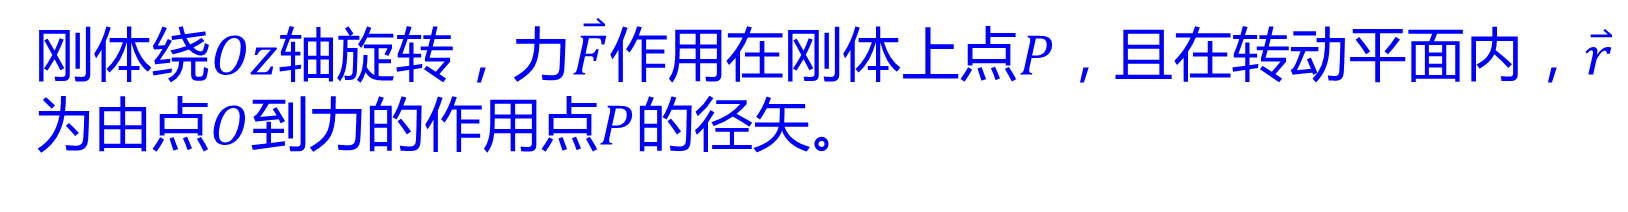 刚体绕Oz轴旋转，力F⃗作用在刚体上点P，且在转动平面内，r⃗
为由点O到力的作用点P的径矢。